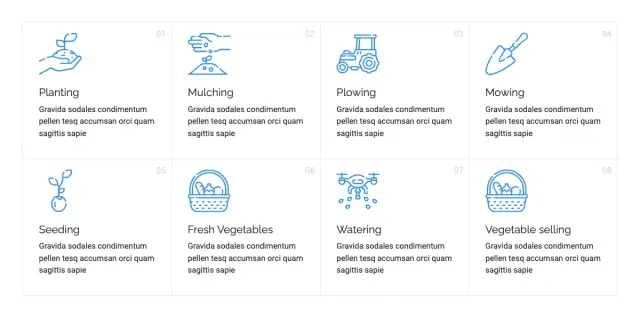 01
Planting
Gravida sodales condimentum
pellen tesq accumsan orci quam
sagittis sapie
02
Mulching
Gravida sodales condimentum
pellen tesq accumsan orci quam
sagittis sapie
03
Plowing
Gravida sodales condimentum
pellen tesq accumsan orci quam
sagittis sapie
04
Mowing
Gravida sodales condimentum
pellen tesq accumsan orci quam
sagittis sapie
05
Seeding
Gravida sodales condimentum
pellen tesq accumsan orci quam
sagittis sapie
06
Fresh Vegetables
Gravida sodales condimentum
pellen tesq accumsan orci quam
sagittis sapie
07
Watering
Gravida sodales condimentum
pellen tesq accumsan orci quam
sagittis sapie
08
Vegetable selling
Gravida sodales condimentum
pellen tesq accumsan orci quam
sagittis sapie